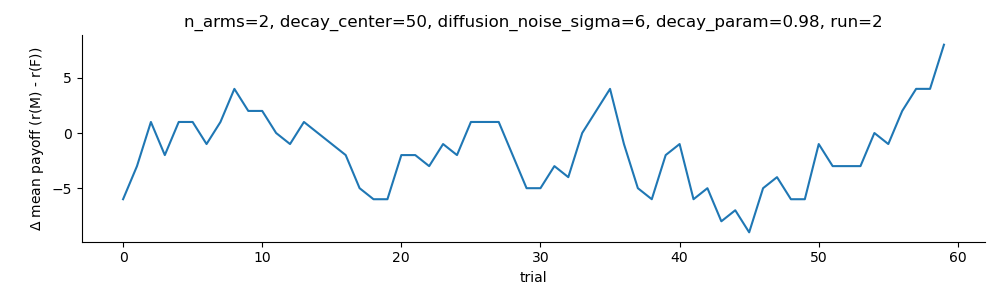 n_arms=2, decay_center=50, diffusion_noise_sigma=6, decay_param=0.98, run=2
Δ mean payoff (r(M) - r(F))
5
0
−5
0 10 20 30 40 50 60
trial